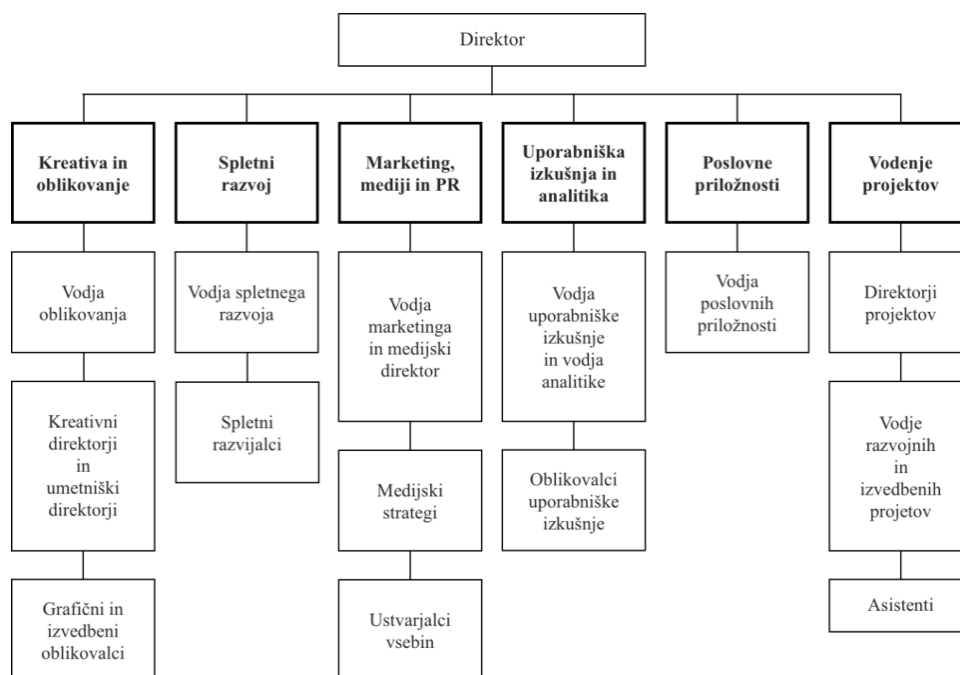 Direktor
Kreativa in
oblikovanje
Spletni
razvoj
Marketing,
mediji in PR
Uporabniška
izkušnja in
analitika
Poslovne
priložnosti
Vodenje
projektov
Vodja
oblikovanja
Vodja spletnega
razvoja
Vodja
marketinga
in medijski
direktor
Vodja
uporabniške
izkušnje
in vodja
analitike
Vodja
poslovnih
priložnosti
Direktorji
projektov
Kreativni
direktorji
in
umetniški
direktorji
Spletni
razvijalci
Medijski
strategi
Oblikovalci
uporabniške
izkušnje
Vodje
razvojnih
in
izvedbenih
projetov
Grafični in
izvedbeni
oblikovalci
Ustvarjalci
vsebin
Asistenti